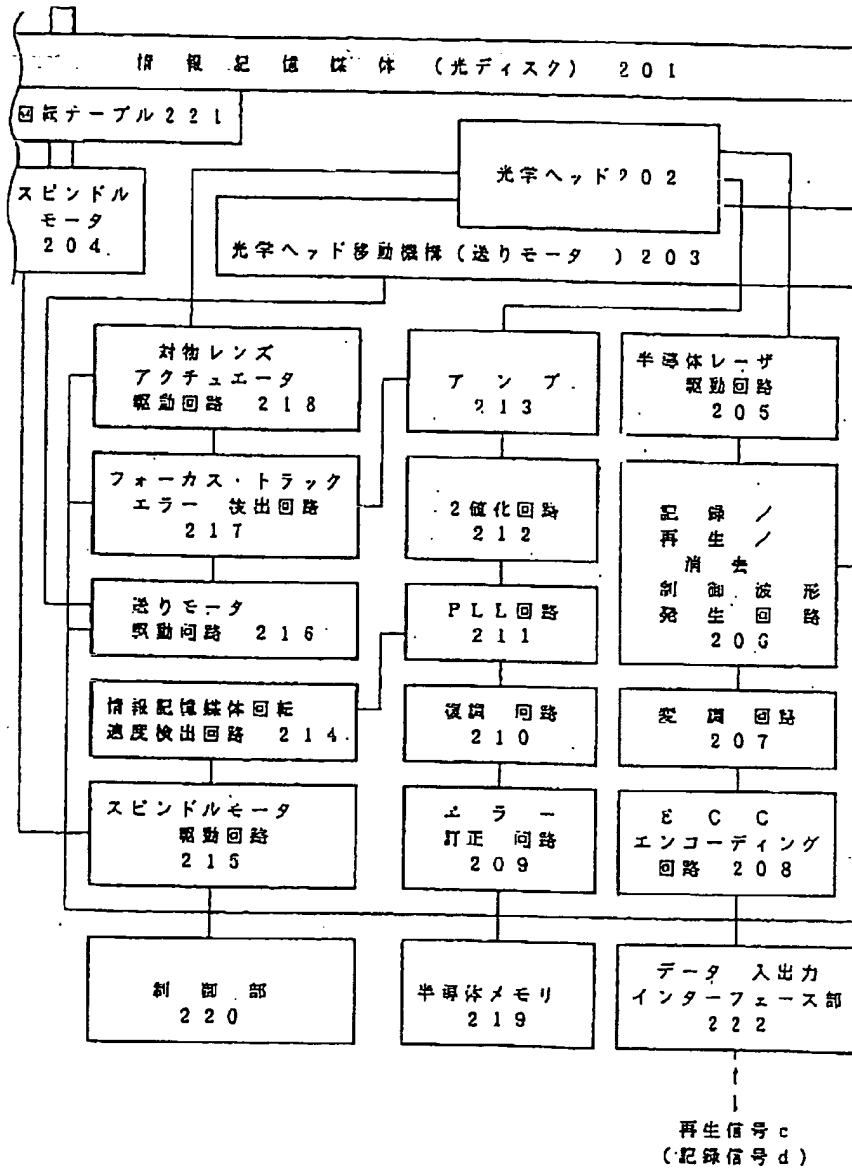 情報記憶媒体（光ディスク）201
回転テーブル221
スピンドル
モータ
204
光学ヘッド202
光学ヘッド移動機構（送りモータ）203
対物レンズ
アクチュエータ
駆動回路 218
アンプ
213
半導体レーザ
駆動回路
205
フォーカス・トラック
エラー検出回路
217
2値化回路
212
記録／
再生／
消去
制御波形
発生回路
206
送りモータ
駆動回路 216
PLL回路
211
情報記憶媒体回転
速度検出回路 214
復調回路
210
変調回路
207
スピンドルモータ
駆動回路
215
エラー
訂正回路
209
ECC
エンコーディング
回路 208
制御部
220
半導体メモリ
219
データ入出力
インターフェース部
222
再生信号c
（記録信号d）